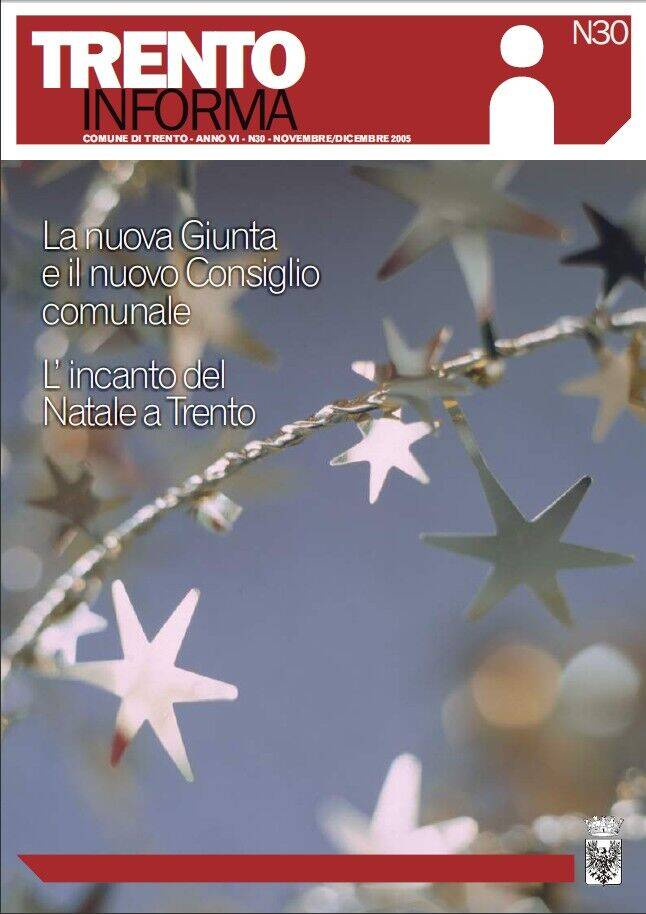 N30
TRENTO
INFORMA
COMUNE DI TRENTO - ANNO VI - N30 - NOVEMBRE/DICEMBRE 2005
La nuova Giunta
e il nuovo Consiglio
comunale
L' incanto del
Natale a Trento